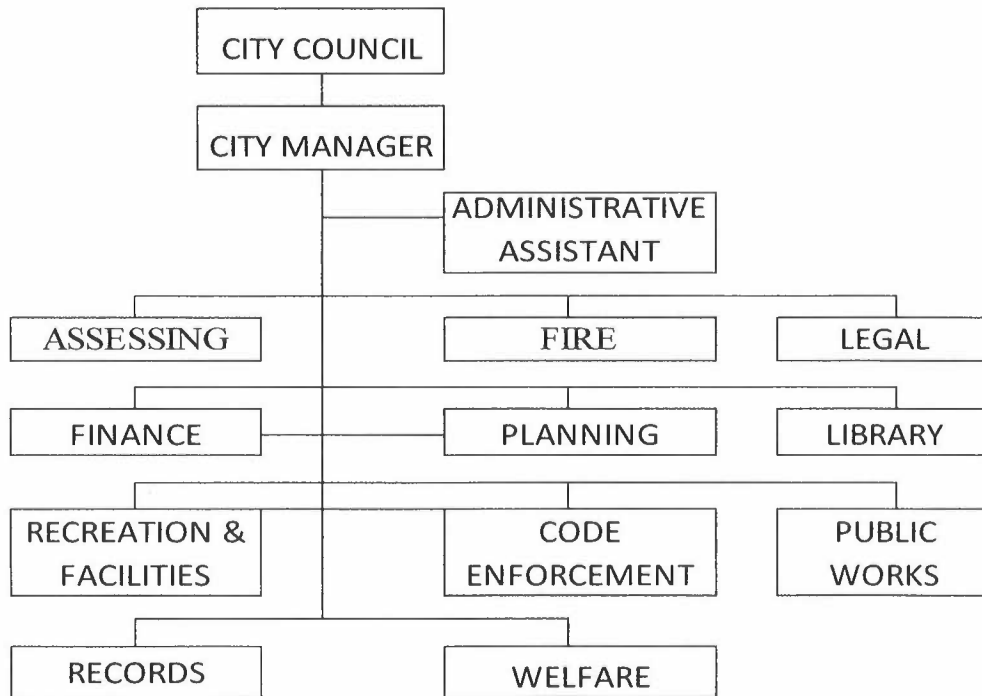 CITY COUNCIL
CITY MANAGER
ADMINISTRATIVE
ASSISTANT
ASSESSING
FIRE
LEGAL
FINANCE
PLANNING
LIBRARY
RECREATION &
FACILITIES
CODE
ENFORCEMENT
PUBLIC
WORKS
RECORDS
WELFARE